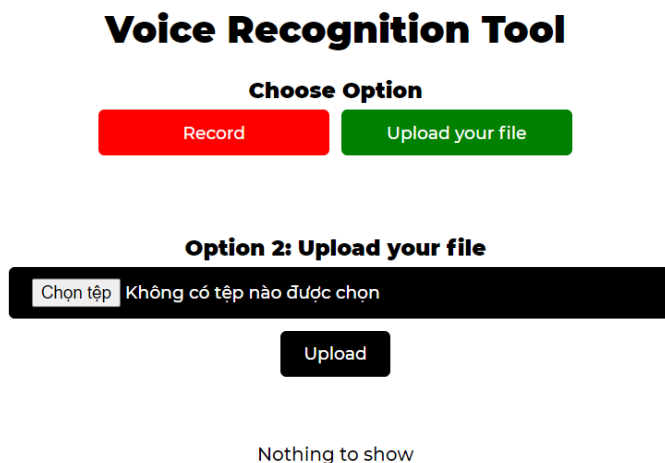 Voice Recognition Tool
Choose Option
Record Upload your file
Option 2: Upload your file
Chọn tệp Không có tệp nào được chọn
Upload
Nothing to show